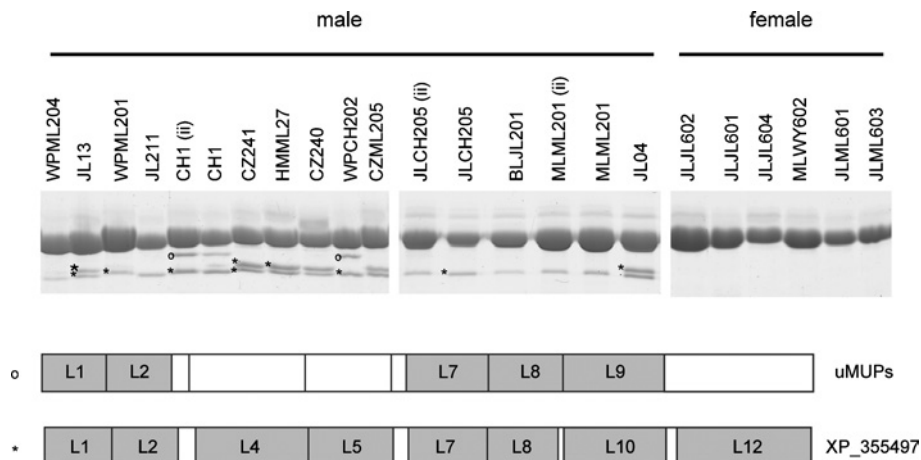 male female
WPML204
JL13
WPML201
JL211
CH1 (ii)
CH1
CZ241
HMML27
CZ240
WPCH202
CZML205
JLCH205 (ii)
JLCH205
BLJL201
MLML201 (ii)
MLML201
JL04
JLJL602
JLJL601
JLJL604
MLWY602
JLML601
JLML603
o o
* * * * * * * * * * *
o L1 L2 L7 L8 L9 uMUPs
* L1 L2 L4 L5 L7 L8 L10 L12 XP_355497